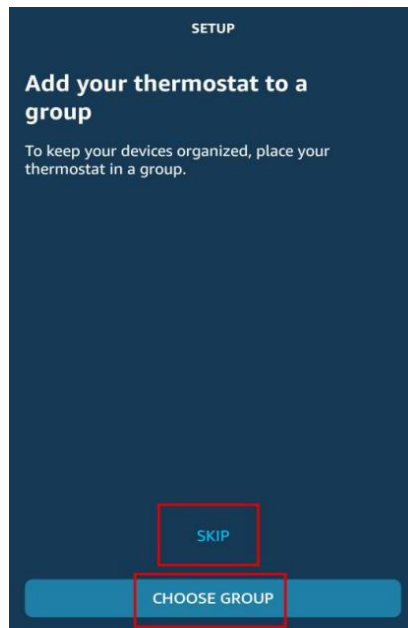 SETUP
Add your thermostat to a
group
To keep your devices organized, place your
thermostat in a group.
SKIP
CHOOSE GROUP